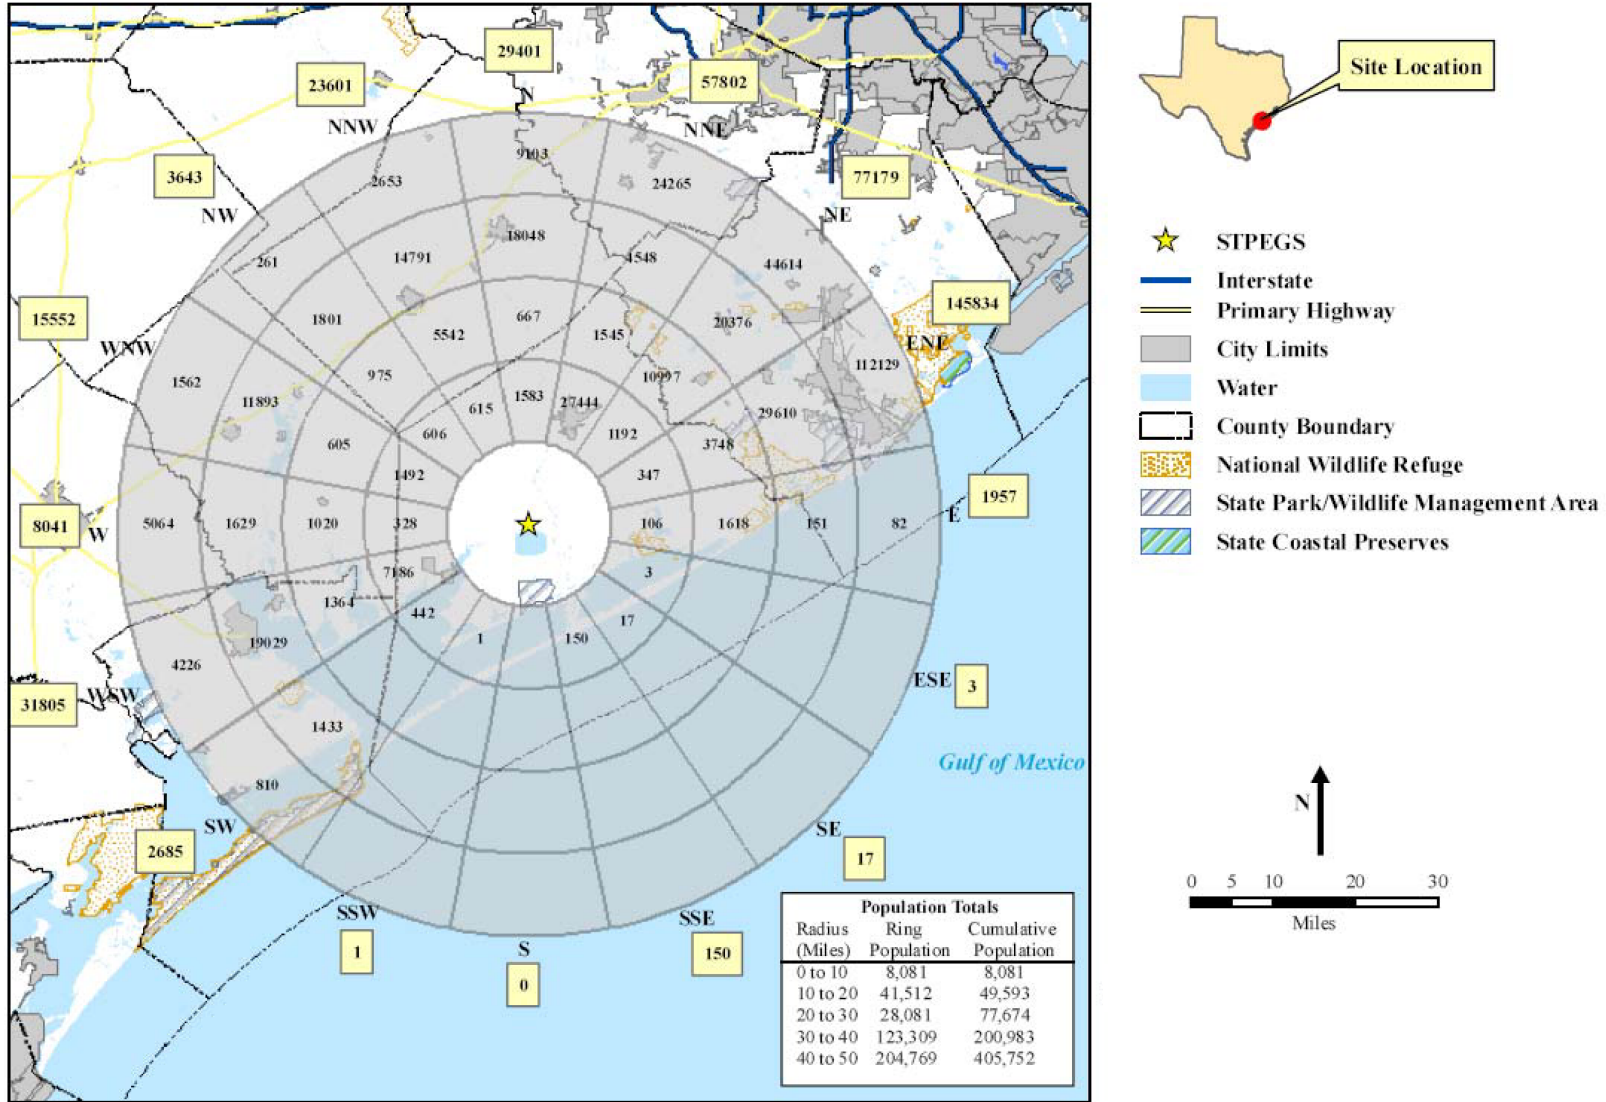 29401
57802
23601
N
NNW
NNE
9103
3643
2653
24265
77179
NW
NE
18048
14791
4548
261
44614
145834
15552
1801
667
20376
5542
1545
ENE
WNW
112129
975
10997
1562
11893
615
1583
27444
29610
606
1192
605
3748
1492
347
1957
8041
W
5064
1629
1020
328
106
1618
151
82
E
7186
3
1364
442
17
1
150
19029
4226
ESE
3
31805
WSW
1433
Gulf of Mexico
810
SW
SE
2685
17
SSW
SSE
1
S
150
0
Population Totals
Radius Ring Cumulative
(Miles) Population Population
0 to 10 8,081 8,081
10 to 20 41,512 49,593
20 to 30 28,081 77,674
30 to 40 123,309 200,983
40 to 50 204,769 405,752
Site Location
STPEGS
Interstate
Primary Highway
City Limits
Water
County Boundary
National Wildlife Refuge
State Park/Wildlife Management Area
State Coastal Preserves
N
0 5 10 20 30
Miles